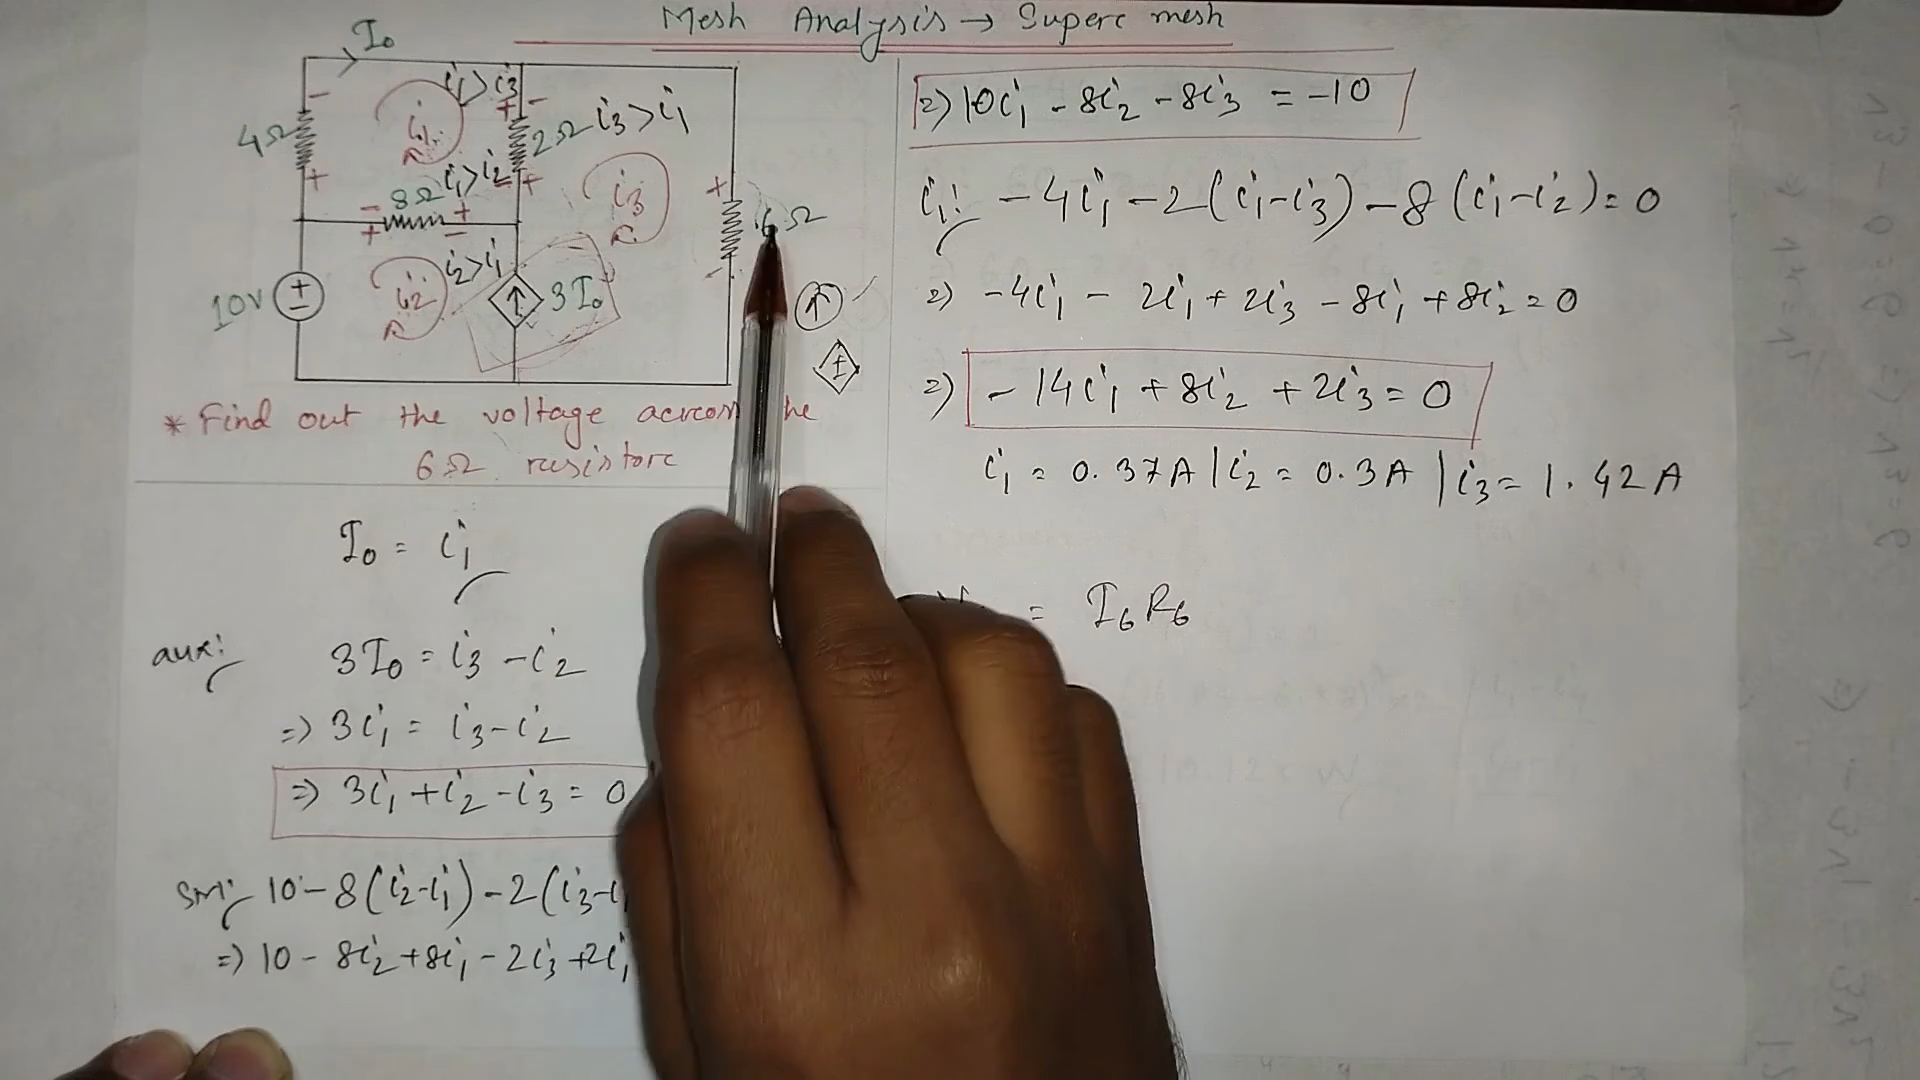 Mesh Analysis → Superc mesh
I₀
i₁>i₃
4Ω
i₁
2Ω
i₃>i₁
i₁>i₂
8Ω
i₃
6Ω
i₂>i₁
10V
i₂
3I₀
* Find out the voltage across he
6Ω resistorc
I₀ = i₁
aux:
3I₀ = i₃ - i₂
=> 3i₁ = i₃ - i₂
=> 3i₁ + i₂ - i₃ = 0
SM: 10 - 8(i₂-i₁) - 2(i₃-i
=> 10 - 8i₂ + 8i₁ - 2i₃ + 2i₁
=> 10i₁ - 8i₂ - 8i₃ = -10
i₁: -4i₁ - 2(i₁-i₃) - 8(i₁-i₂) = 0
=> -4i₁ - 2i₁ + 2i₃ - 8i₁ + 8i₂ = 0
=> -14i₁ + 8i₂ + 2i₃ = 0
i₁ = 0.37A | i₂ = 0.3A | i₃ = 1.42A
= I₆R₆